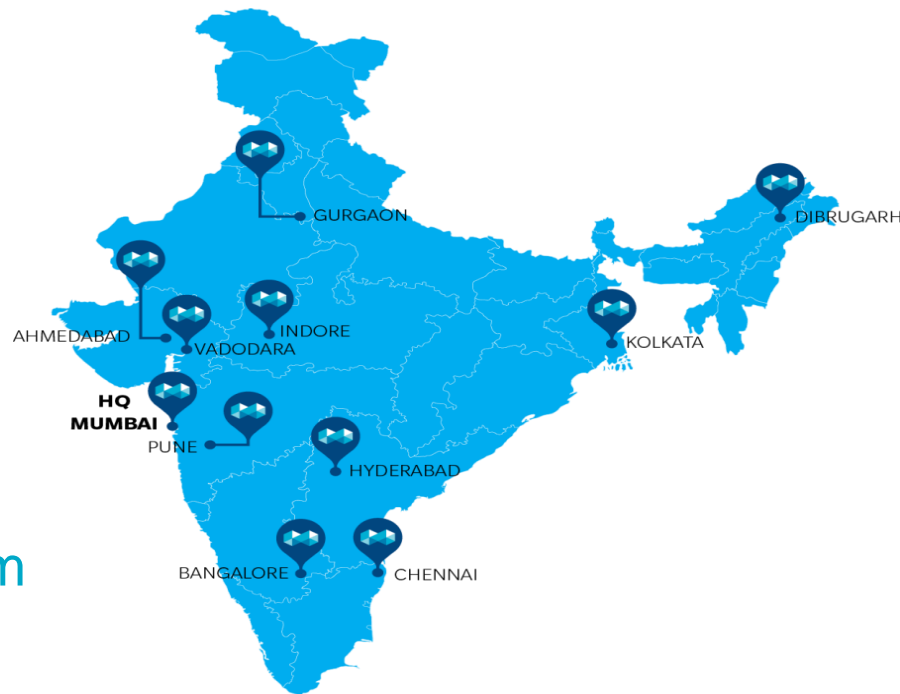 GURGAON
DIBRUGARH
AHMEDABAD
INDORE
VADODARA
KOLKATA
HQ
MUMBAI
PUNE
HYDERABAD
m
BANGALORE
CHENNAI